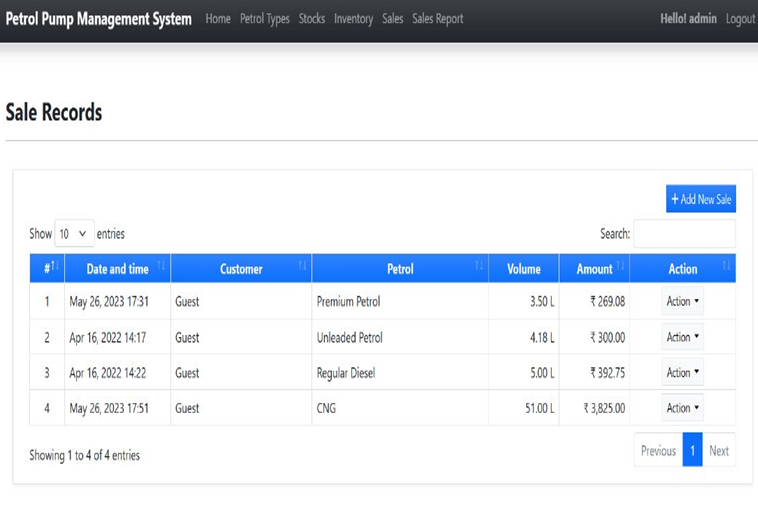 Petrol Pump Management System Home Petrol Types Stocks Inventory Sales Sales Report Hello! admin Logout
Sale Records
+ Add New Sale
Show 10 entries Search:
# Date and time Customer Petrol Volume Amount Action
1 May 26, 2023 17:31 Guest Premium Petrol 3.50 L ₹ 269.08 Action
2 Apr 16, 2022 14:17 Guest Unleaded Petrol 4.18 L ₹ 300.00 Action
3 Apr 16, 2022 14:22 Guest Regular Diesel 5.00 L ₹ 392.75 Action
4 May 26, 2023 17:51 Guest CNG 51.00 L ₹ 3,825.00 Action
Showing 1 to 4 of 4 entries Previous 1 Next